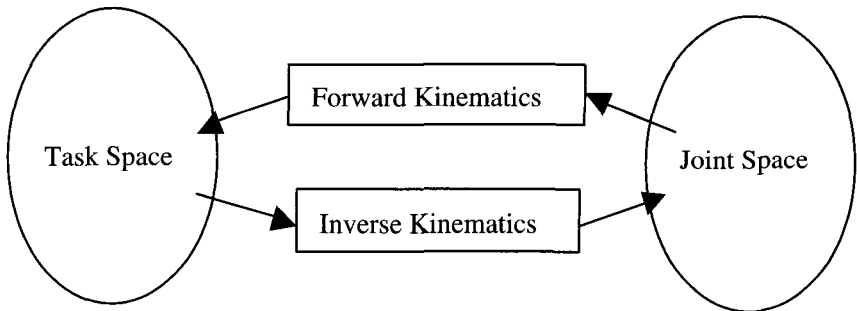 Forward Kinematics
Task Space
Joint Space
Inverse Kinematics